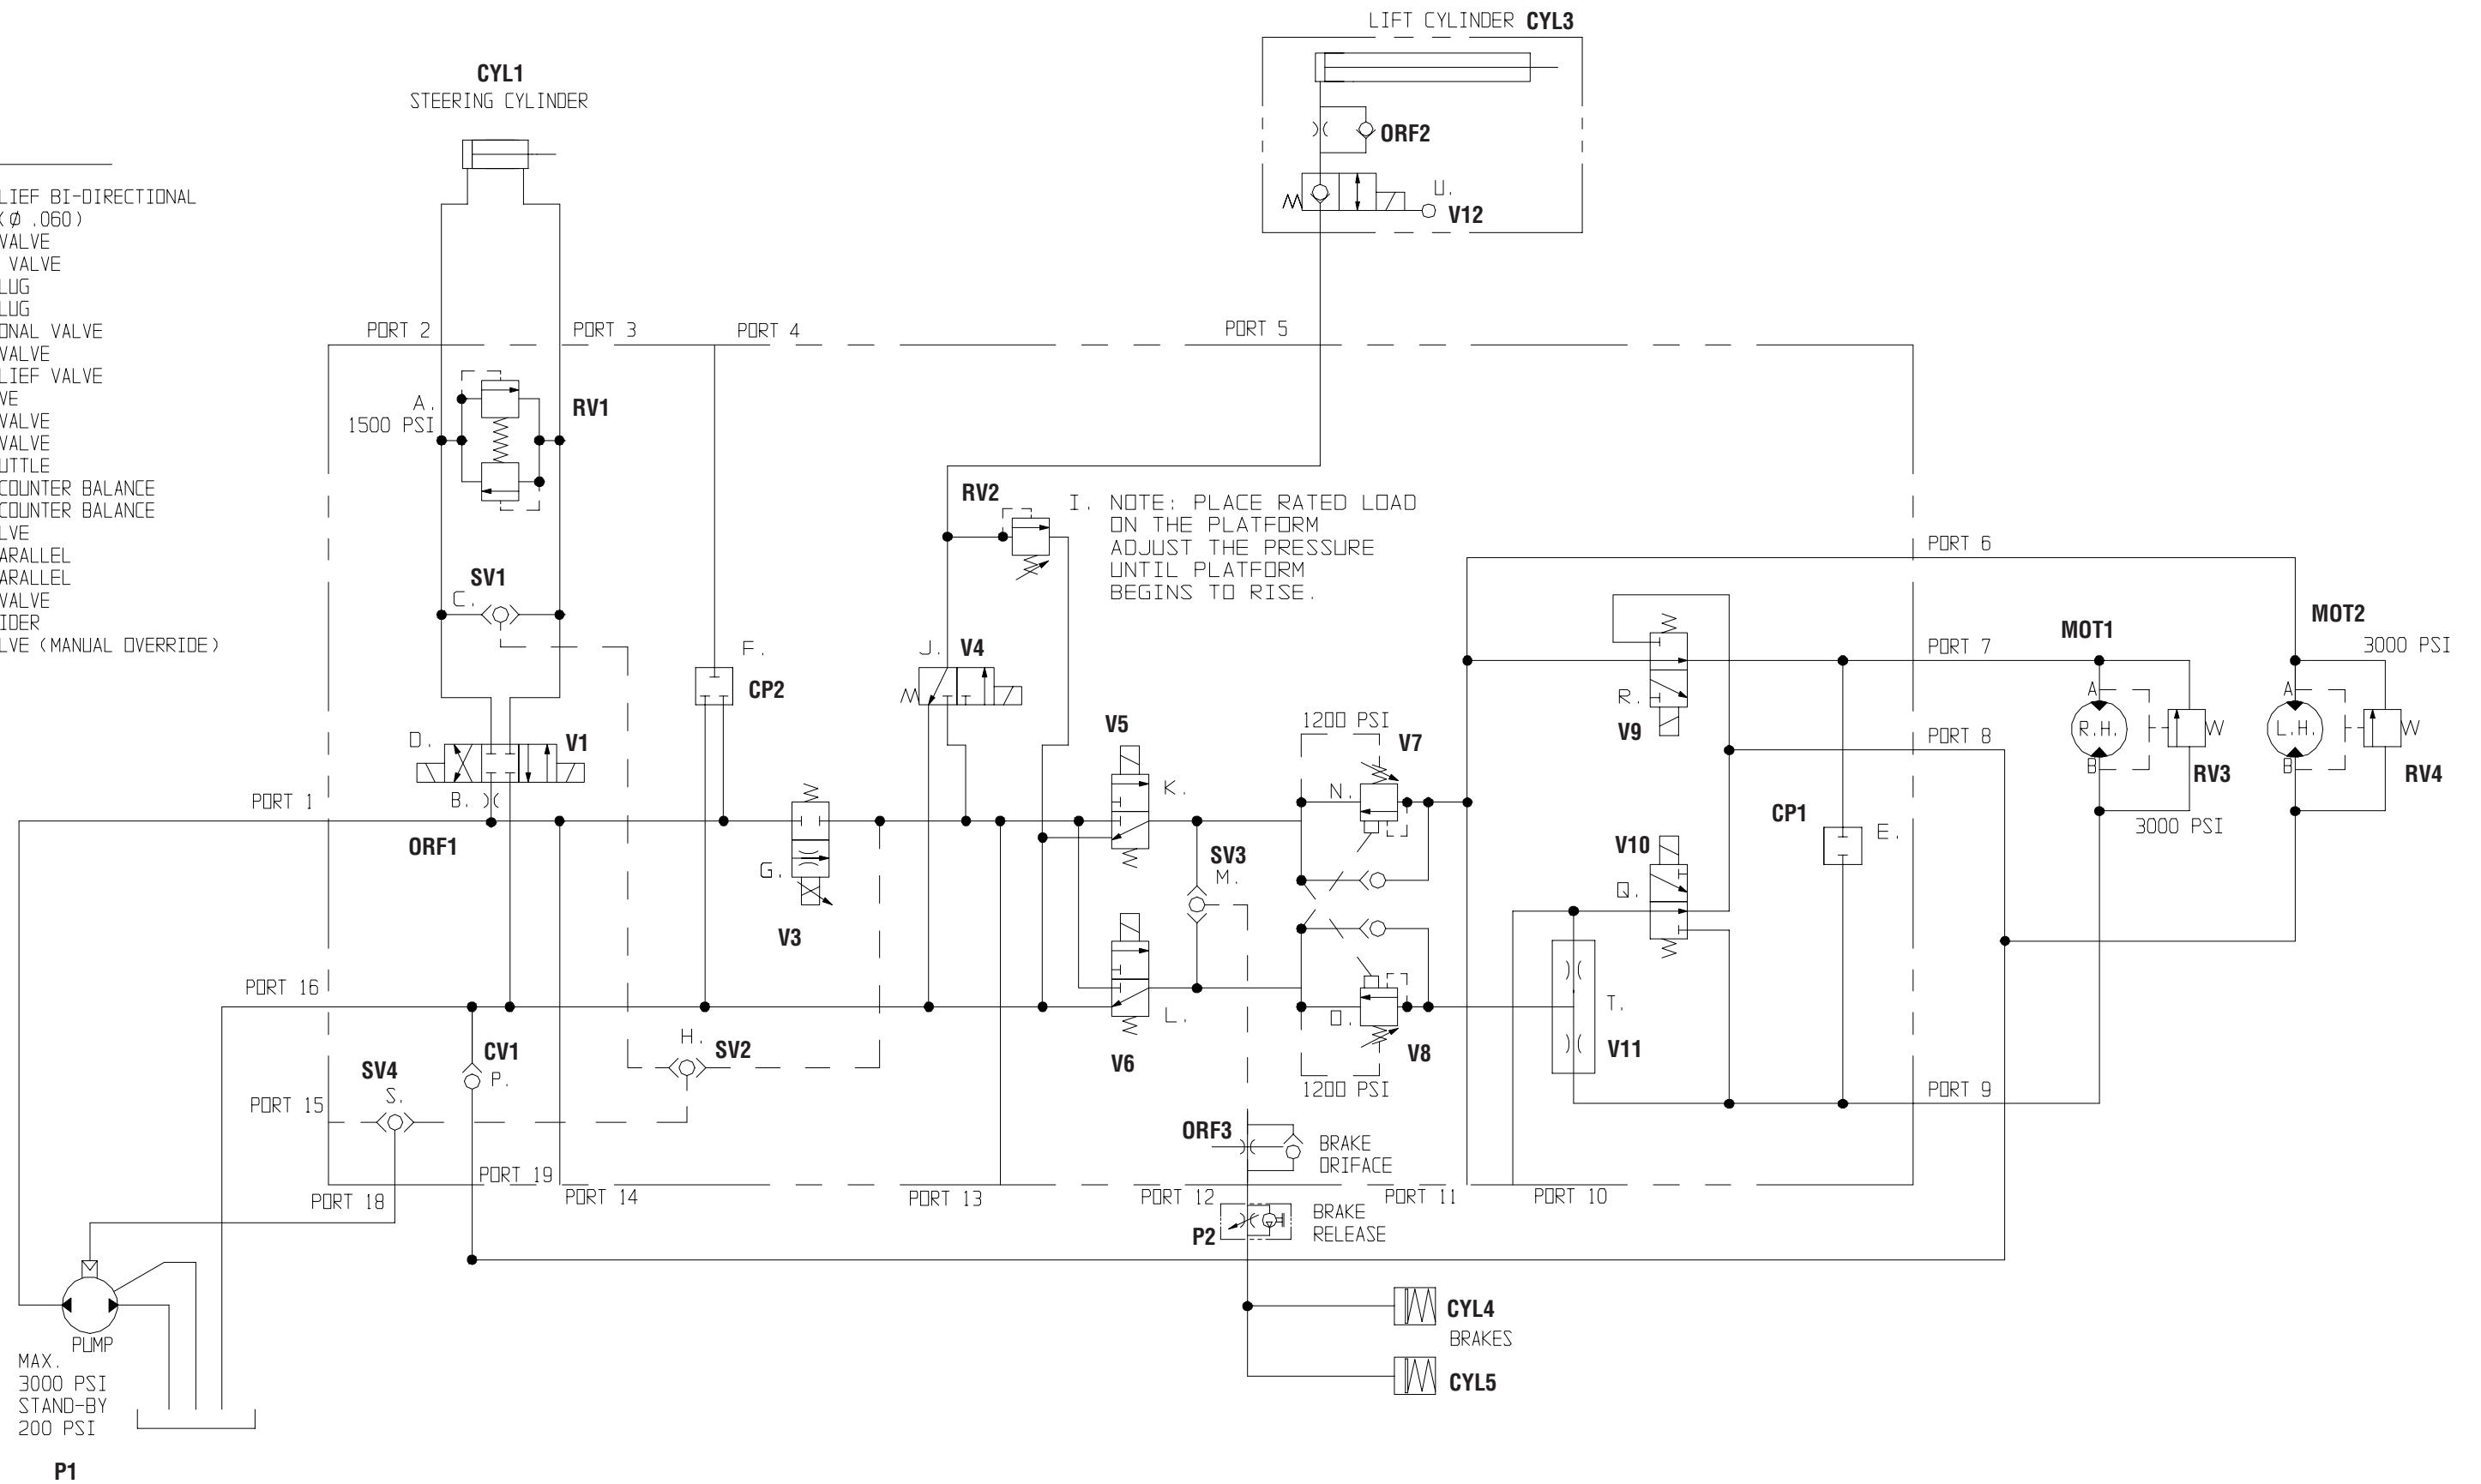 LIFT CYLINDER CYL3
CYL1
STEERING CYLINDER
ORF2
U.
V12
LIEF BI-DIRECTIONAL
(Ø .060)
VALVE
VALVE
LUG
LUG
ONAL VALVE
VALVE
LIEF VALVE
VE
VALVE
VALVE
UTTLE
COUNTER BALANCE
COUNTER BALANCE
LVE
ARALLEL
ARALLEL
VALVE
IDER
LVE (MANUAL OVERRIDE)
PORT 2
PORT 3
PORT 4
PORT 5
A.
1500 PSI
RV1
RV2
I. NOTE: PLACE RATED LOAD
ON THE PLATFORM
ADJUST THE PRESSURE
UNTIL PLATFORM
BEGINS TO RISE.
SV1
C.
PORT 6
MOT2
3000 PSI
MOT1
PORT 7
F.
CP2
J. V4
R.
V9
A
R.H.
B
RV3
3000 PSI
A
L.H.
B
RV4
PORT 8
D.
V1
B.
ORF1
PORT 1
V5
K.
1200 PSI
V7
N.
G.
V3
SV3
M.
V10
Q.
CP1
E.
PORT 16
L.
V6
O.
V8
1200 PSI
T.
V11
PORT 9
H.
SV2
CV1
P.
SV4
S.
PORT 15
ORF3
BRAKE
ORIFACE
PORT 18
PORT 19
PORT 14
PORT 13
PORT 12
PORT 11
PORT 10
P2
BRAKE
RELEASE
CYL4
BRAKES
CYL5
PUMP
MAX.
3000 PSI
STAND-BY
200 PSI
P1